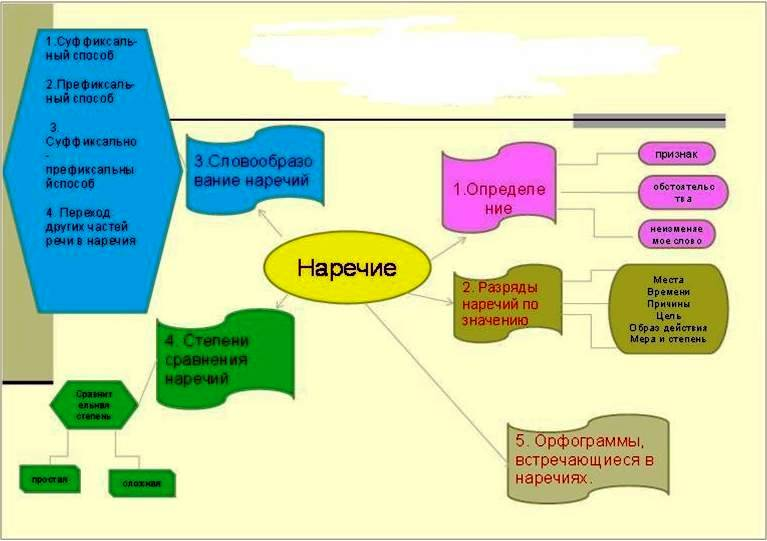 1.Суффиксаль-
ный способ
2.Префиксаль-
ный способ
3.
Суффиксально
-
префиксальны
йспособ
4. Переход
других частей
речи в наречия
3.Словообразо
вание наречий
1.Определе
ние
признак
обстоятельс
тва
неизменяе
мое слово
Наречие
2. Разряды
наречий по
значению
Места
Времени
Причины
Цель
Образ действия
Мера и степень
4. Степени
сравнения
наречий
Сравнит
ельная
степень
простая
сложная
5. Орфограммы,
встречающиеся в
наречиях.